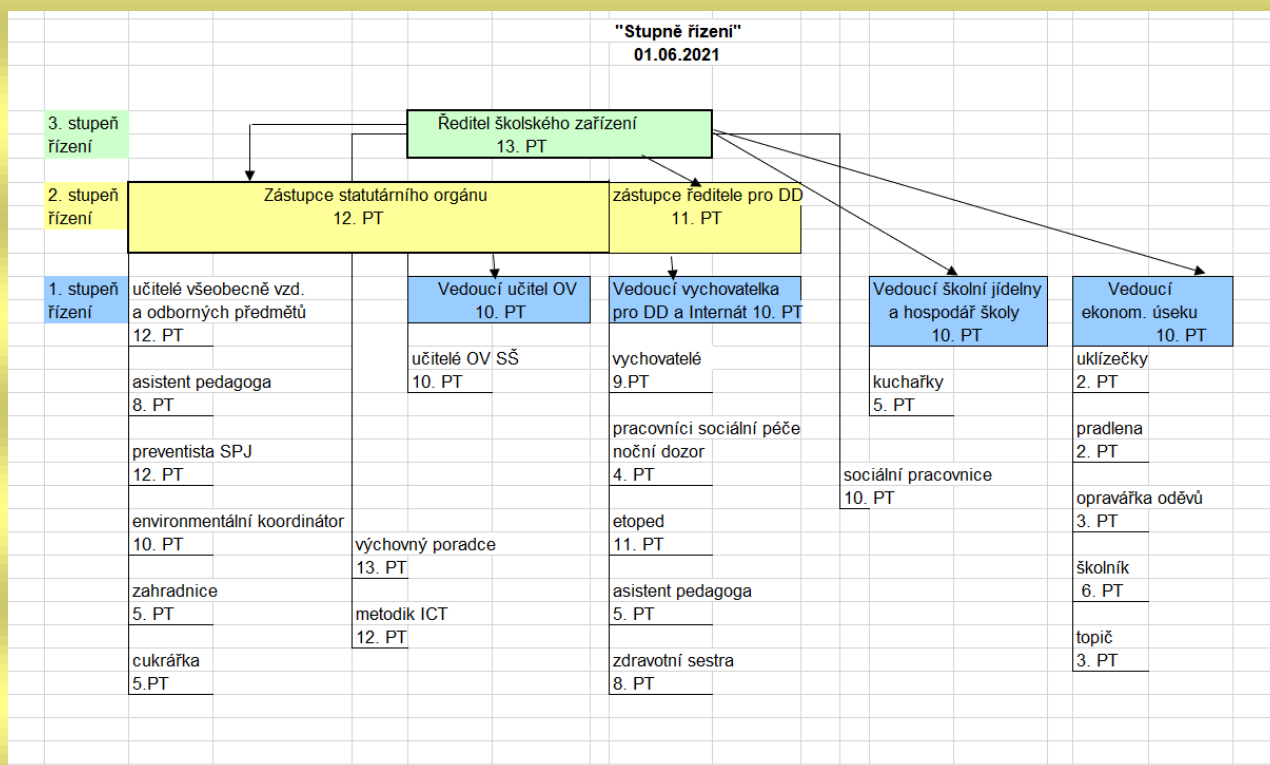 "Stupně řízení"
01.06.2021
3. stupeň
řízení
Ředitel školského zařízení
13. PT
2. stupeň
řízení
Zástupce statutárního orgánu
12. PT
zástupce ředitele pro DD
11. PT
1. stupeň
řízení
učitelé všeobecně vzd.
a odborných předmětů
12. PT
asistent pedagoga
8. PT
preventista SPJ
12. PT
environmentální koordinátor
10. PT
zahradnice
5. PT
cukrářka
5.PT
výchovný poradce
13. PT
metodik ICT
12. PT
Vedoucí učitel OV
10. PT
učitelé OV SŠ
10. PT
Vedoucí vychovatelka
pro DD a Internát 10. PT
vychovatelé
9.PT
pracovníci sociální péče
noční dozor
4. PT
etoped
11. PT
asistent pedagoga
5. PT
zdravotní sestra
8. PT
Vedoucí školní jídelny
a hospodář školy
10. PT
kuchařky
5. PT
sociální pracovnice
10. PT
Vedoucí
ekonom. úseku
10. PT
uklízečky
2. PT
pradlena
2. PT
opravářka oděvů
3. PT
školník
6. PT
topič
3. PT